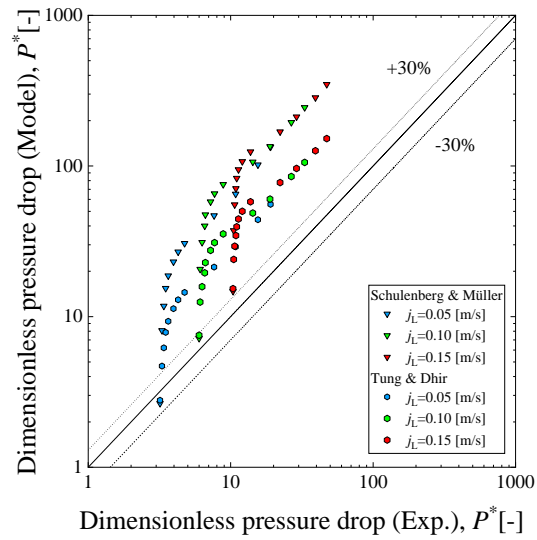 1000
100
10
1
Dimensionless pressure drop (Model), P*[-]
+30%
-30%
Schulenberg & Müller
jL=0.05 [m/s]
jL=0.10 [m/s]
jL=0.15 [m/s]
Tung & Dhir
jL=0.05 [m/s]
jL=0.10 [m/s]
jL=0.15 [m/s]
1 10 100 1000
Dimensionless pressure drop (Exp.), P*[-]